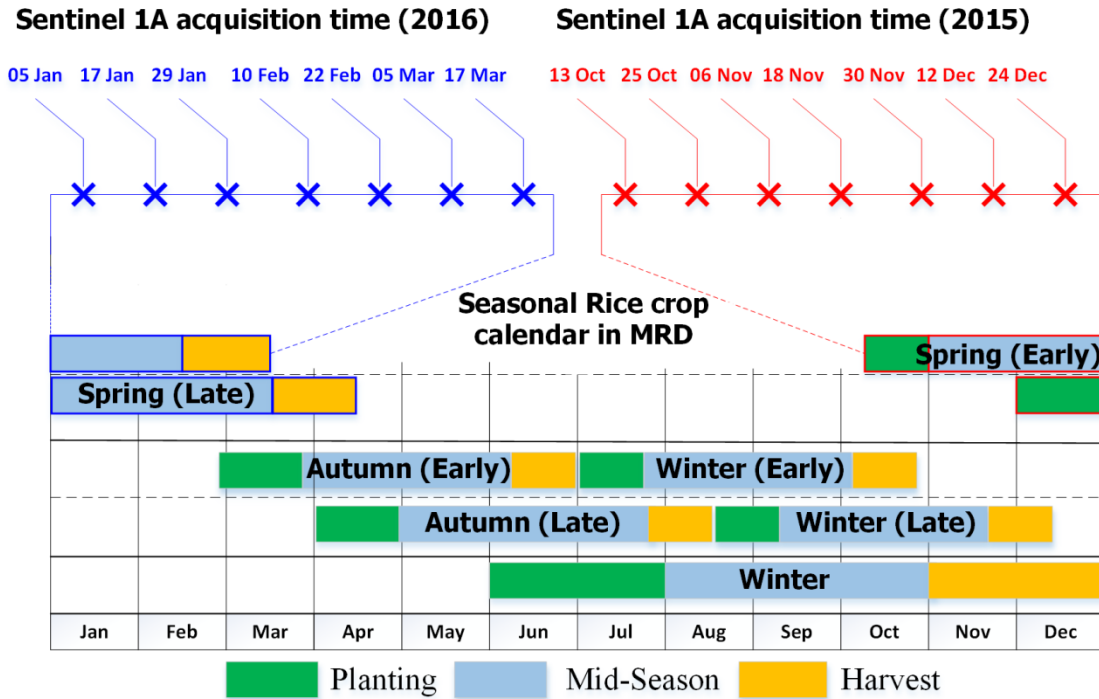 Sentinel 1A acquisition time (2016)
Sentinel 1A acquisition time (2015)
05 Jan 17 Jan 29 Jan 10 Feb 22 Feb 05 Mar 17 Mar
13 Oct 25 Oct 06 Nov 18 Nov 30 Nov 12 Dec 24 Dec
Seasonal Rice crop
calendar in MRD
Spring (Early)
Spring (Late)
Autumn (Early)
Winter (Early)
Autumn (Late)
Winter (Late)
Winter
Jan Feb Mar Apr May Jun Jul Aug Sep Oct Nov Dec
Planting Mid-Season Harvest